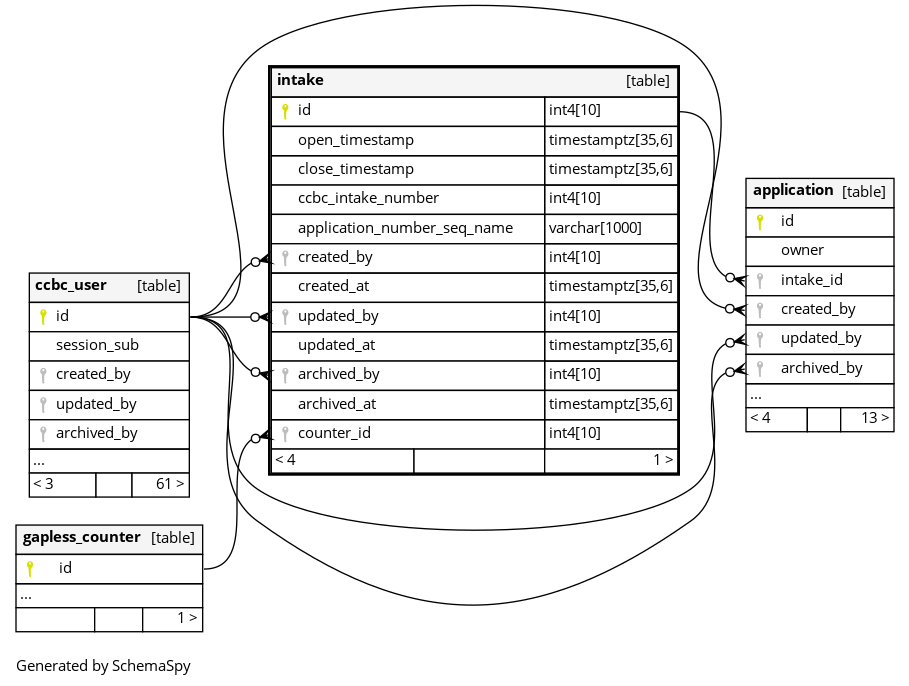 intake [table]
id int4[10]
open_timestamp timestamptz[35,6]
close_timestamp timestamptz[35,6]
ccbc_intake_number int4[10]
application_number_seq_name varchar[1000]
created_by int4[10]
created_at timestamptz[35,6]
updated_by int4[10]
updated_at timestamptz[35,6]
archived_by int4[10]
archived_at timestamptz[35,6]
counter_id int4[10]
< 4 1 >
application [table]
id
owner
intake_id
created_by
updated_by
archived_by
...
< 4 13 >
ccbc_user [table]
id
session_sub
created_by
updated_by
archived_by
...
< 3 61 >
gapless_counter [table]
id
...
1 >
Generated by SchemaSpy